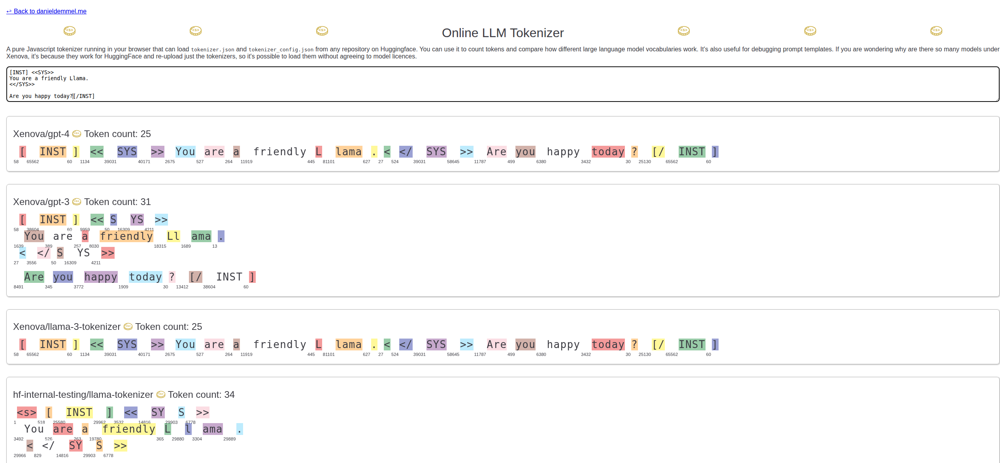 ↩ Back to danieldemmel.me
Online LLM Tokenizer
A pure Javascript tokenizer running in your browser that can load tokenizer.json and tokenizer_config.json from any repository on Huggingface. You can use it to count tokens and compare how different large language model vocabularies work. It's also useful for debugging prompt templates. If you are wondering why are there so many models under
Xenova, it's because they work for HuggingFace and re-upload just the tokenizers, so it's possible to load them without agreeing to model licences.
[INST] <<SYS>>
You are a friendly Llama.
<</SYS>>
Are you happy today?[/INST]
Xenova/gpt-4 <s> Token count: 25
[ INST ] << SYS >> You are a friendly L lama . < </ SYS >> Are you happy today ? [/ INST ]
58 65562 60 1134 39031 40171 2675 527 264 11919 445 81101 627 27 524 39031 58645 11787 499 6380 3432 30 25130 65562 60
Xenova/gpt-3 <s> Token count: 31
[ INST ] << S YS >>
58 38604 60 9959 50 16309 4211
You are a friendly Ll ama .
1639 389 257 8030 18315 1689 13
< </ S YS >>
27 3556 50 16309 4211
Are you happy today ? [/ INST ]
8491 345 3772 1909 30 13412 38604 60
Xenova/llama-3-tokenizer <s> Token count: 25
[ INST ] << SYS >> You are a friendly L lama . < </ SYS >> Are you happy today ? [/ INST ]
58 65562 60 1134 39031 40171 2675 527 264 11919 445 81101 627 27 524 39031 58645 11787 499 6380 3432 30 25130 65562 60
hf-internal-testing/llama-tokenizer <s> Token count: 34
<s> [ INST ] << SY S >>
1 518 25580 29962 3532 14816 29903 6778
You are a friendly L l ama .
3492 526 263 19780 365 29880 3304 29889
< </ SY S >>
29966 829 14816 29903 6778